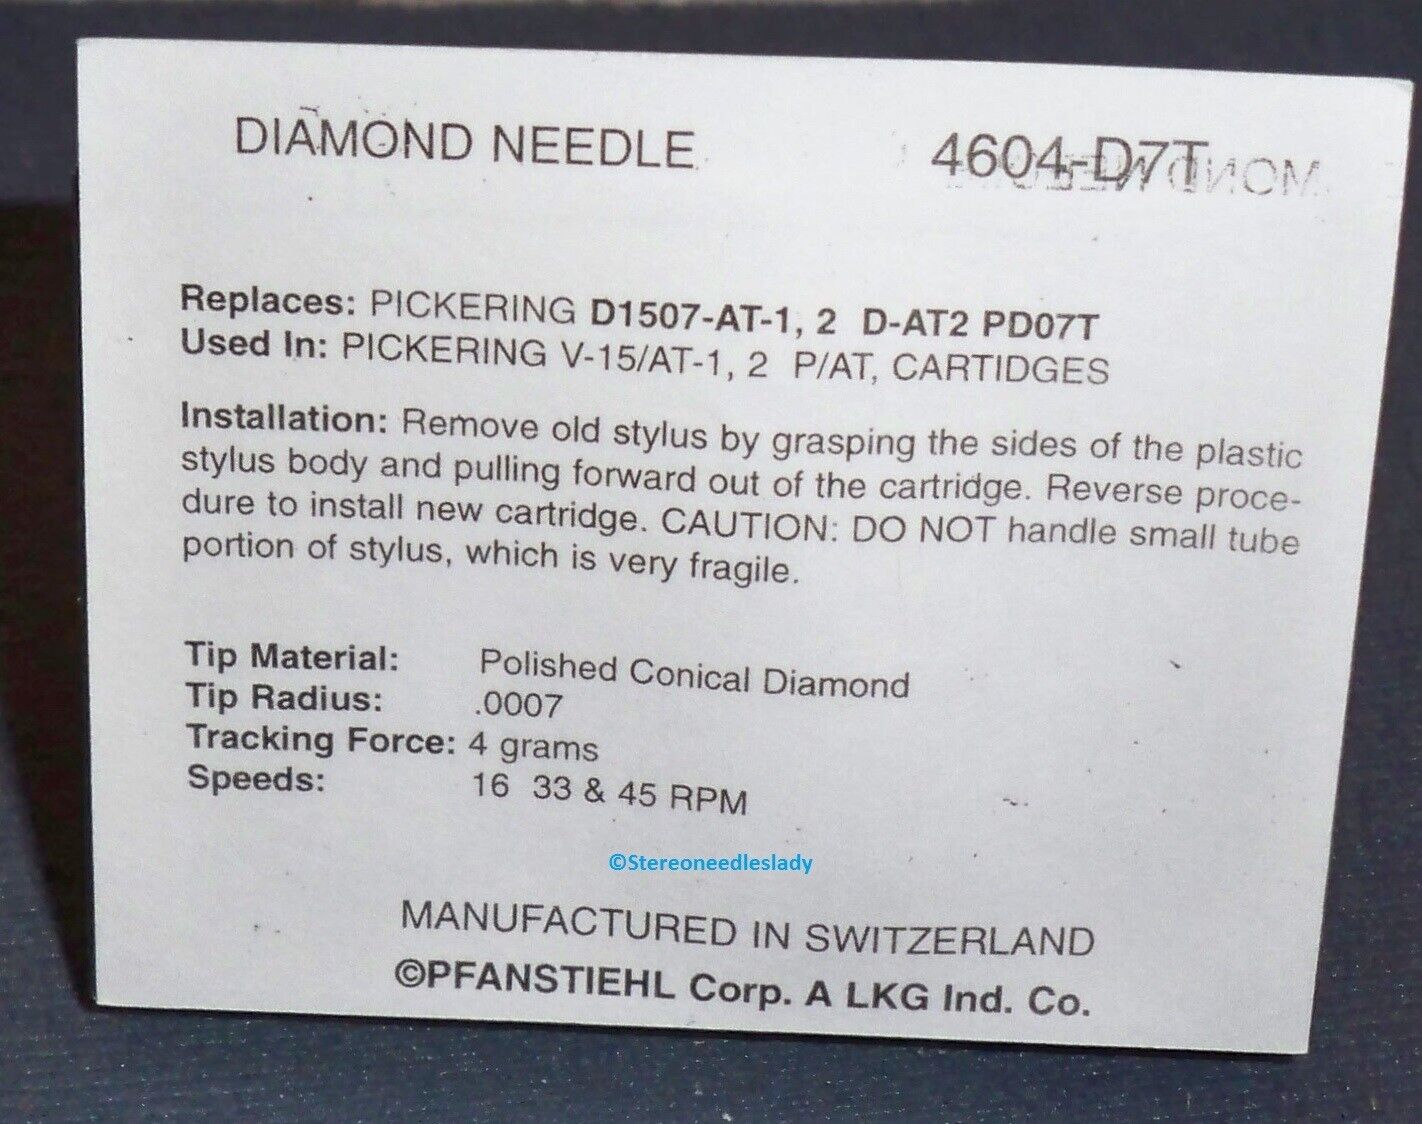 DIAMOND NEEDLE 4604-D7T
Replaces: PICKERING D1507-AT-1, 2 D-AT2 PD07T
Used In: PICKERING V-15/AT-1, 2 P/AT, CARTIDGES
Installation: Remove old stylus by grasping the sides of the plastic
stylus body and pulling forward out of the cartridge. Reverse proce-
dure to install new cartridge. CAUTION: DO NOT handle small tube
portion of stylus, which is very fragile.
Tip Material: Polished Conical Diamond
Tip Radius: .0007
Tracking Force: 4 grams
Speeds: 16 33 & 45 RPM
©Stereoneedleslady
MANUFACTURED IN SWITZERLAND
©PFANSTIEHL Corp. A LKG Ind. Co.